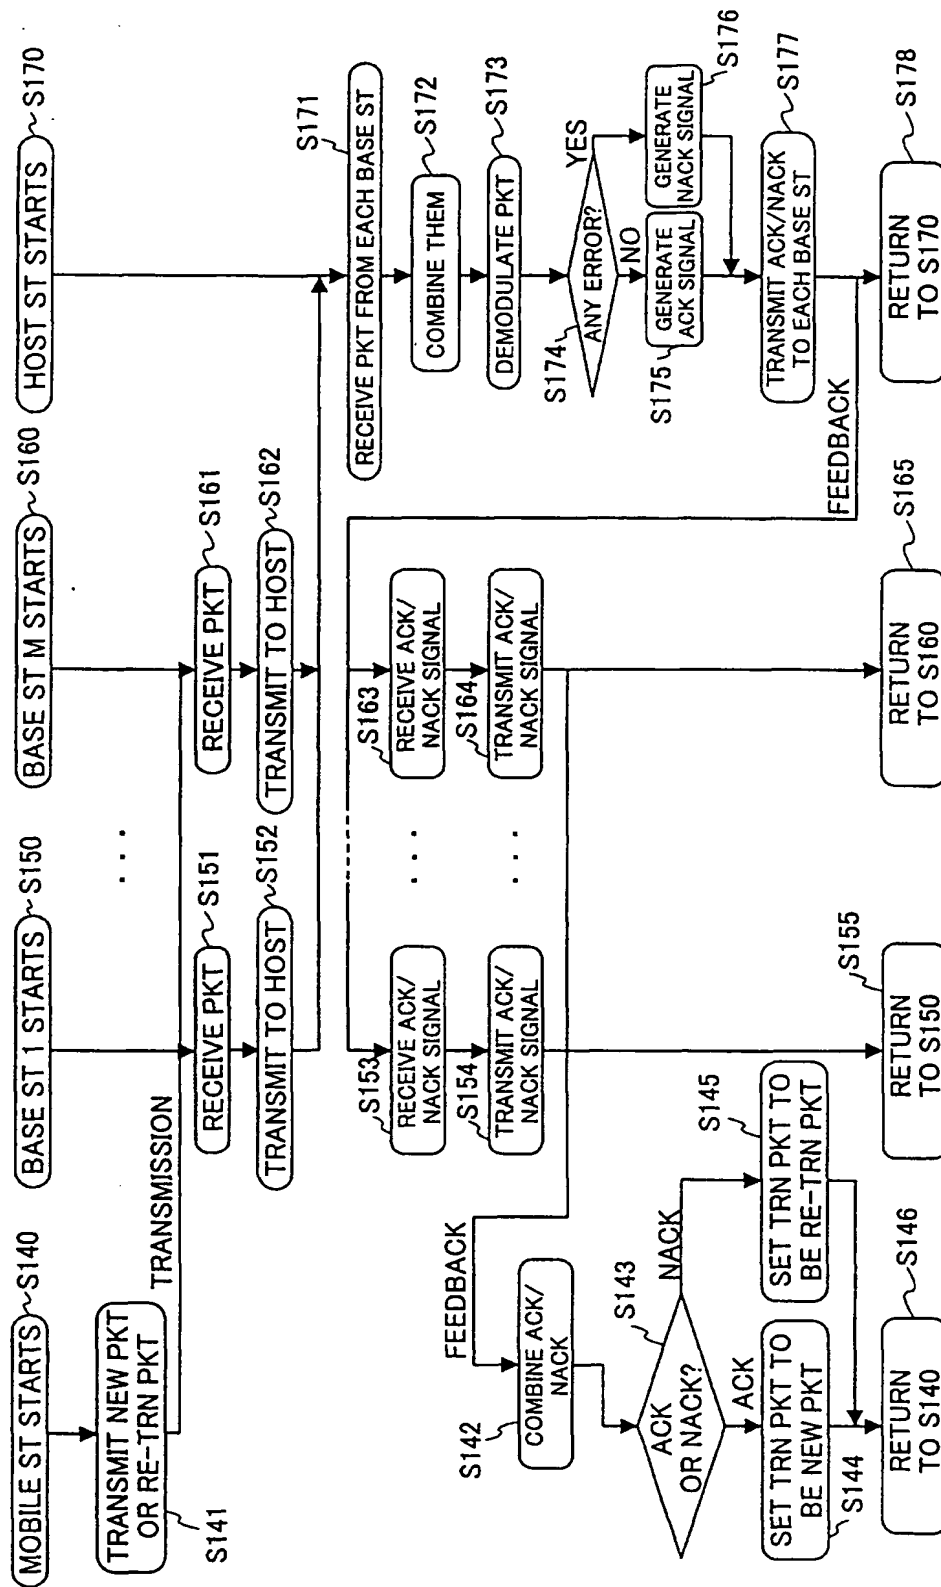 MOBILE ST STARTS
S140
TRANSMIT NEW PKT
OR RE-TRN PKT
S141
TRANSMISSION
FEEDBACK
COMBINE ACK/
NACK
S142
ACK
OR NACK?
S143
NACK
ACK
SET TRN PKT TO
BE NEW PKT
S144
SET TRN PKT TO
BE RE-TRN PKT
S145
RETURN
TO S140
S146
BASE ST 1 STARTS
S150
RECEIVE PKT
S151
TRANSMIT TO HOST
S152
RECEIVE ACK/
NACK SIGNAL
S153
TRANSMIT ACK/
NACK SIGNAL
S154
RETURN
TO S150
S155
. . .
. . .
. . .
BASE ST M STARTS
S160
RECEIVE PKT
S161
TRANSMIT TO HOST
S162
RECEIVE ACK/
NACK SIGNAL
S163
TRANSMIT ACK/
NACK SIGNAL
S164
RETURN
TO S160
S165
HOST ST STARTS
S170
RECEIVE PKT FROM EACH BASE ST
S171
COMBINE THEM
S172
DEMODULATE PKT
S173
ANY ERROR?
S174
YES
NO
GENERATE
ACK SIGNAL
S175
GENERATE
NACK SIGNAL
S176
TRANSMIT ACK/NACK
TO EACH BASE ST
S177
FEEDBACK
RETURN
TO S170
S178